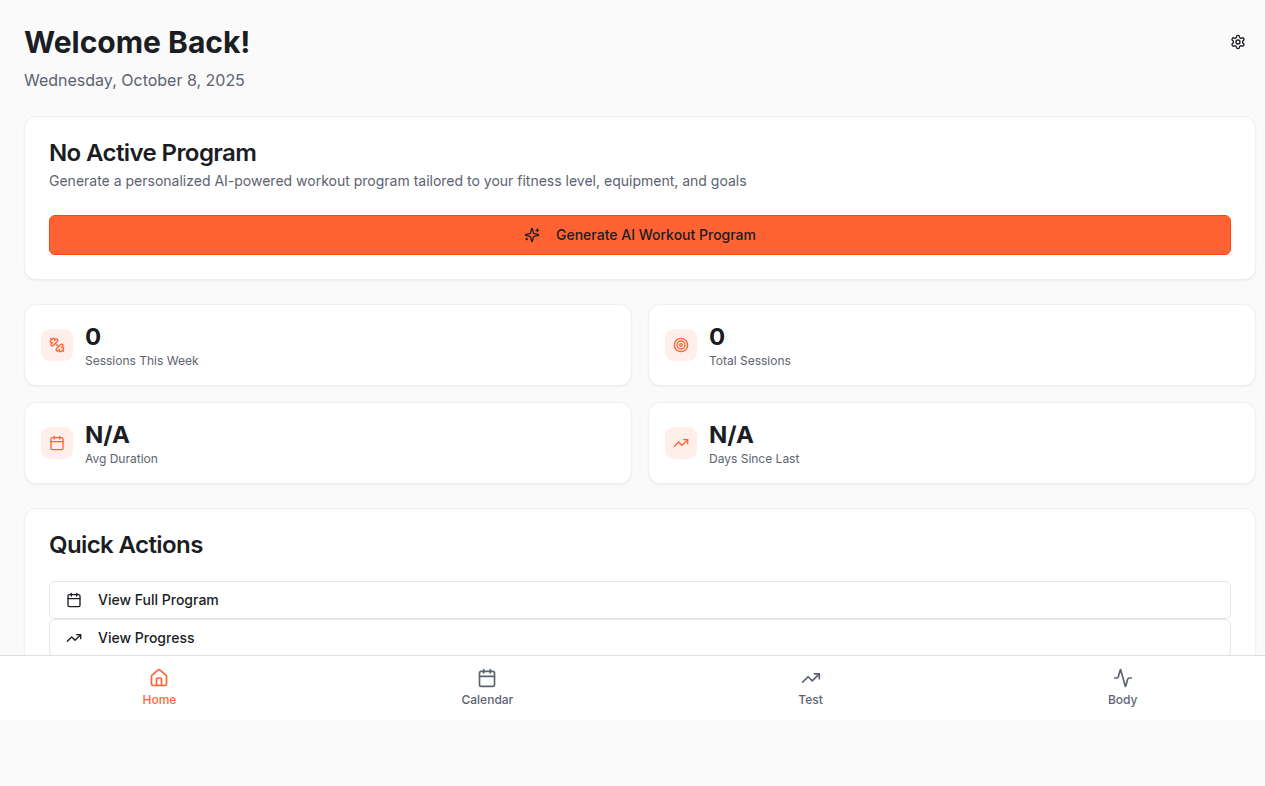 Welcome Back!
Wednesday, October 8, 2025
No Active Program
Generate a personalized AI-powered workout program tailored to your fitness level, equipment, and goals
Generate AI Workout Program
0
Sessions This Week
0
Total Sessions
N/A
Avg Duration
N/A
Days Since Last
Quick Actions
View Full Program
View Progress
Home
Calendar
Test
Body